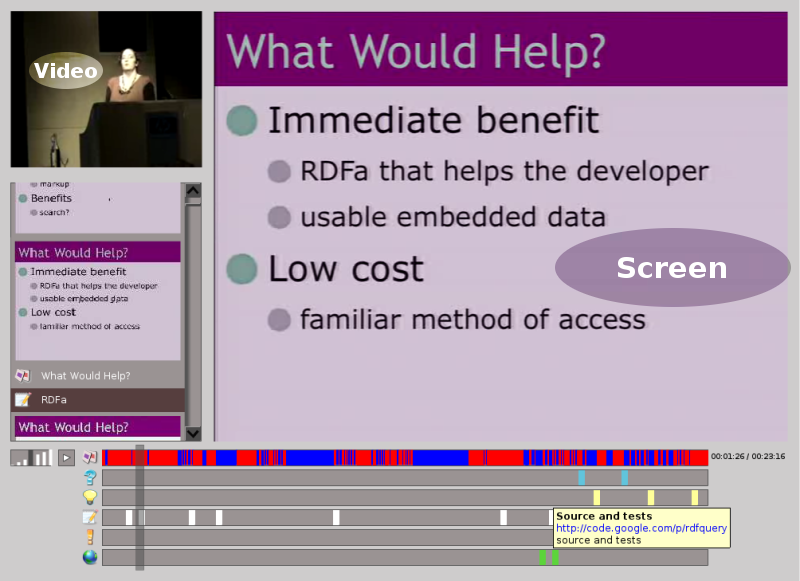 Video
What Would Help?
Immediate benefit
RDFa that helps the developer
usable embedded data
Low cost
familiar method of access
Screen
markup
Benefits
search?
What Would Help?
Immediate benefit
RDFa that helps the developer
usable embedded data
Low cost
familiar method of access
What Would Help?
RDFa
What Would Help?
00:01:26 / 00:23:16
Source and tests
http://code.google.com/p/rdfquery
source and tests